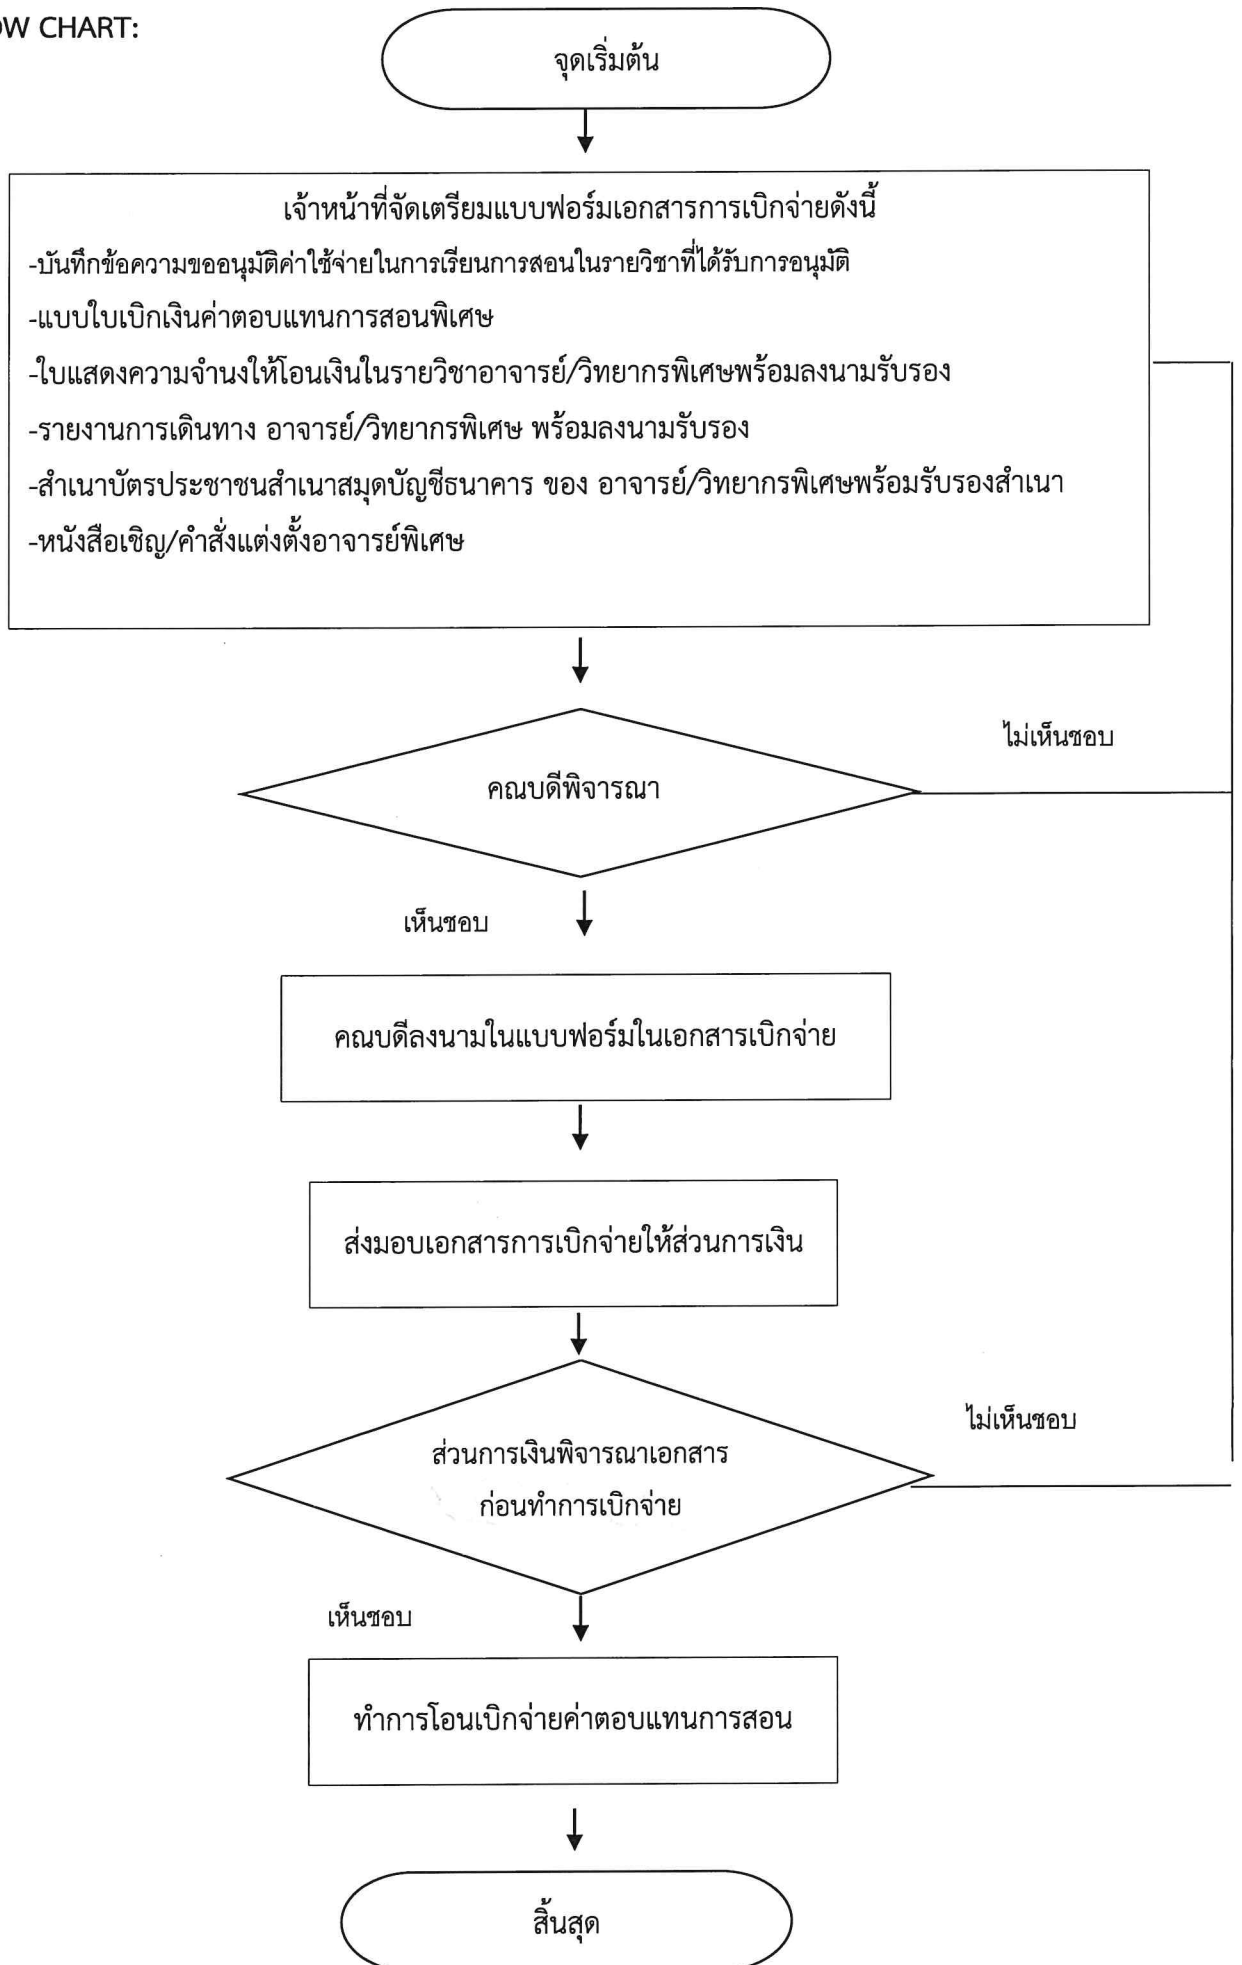 OW CHART:
จุดเริ่มต้น
เจ้าหน้าที่จัดเตรียมแบบฟอร์มเอกสารการเบิกจ่ายดังนี้
-บันทึกข้อความขออนุมัติค่าใช้จ่ายในการเรียนการสอนในรายวิชาที่ได้รับการอนุมัติ
-แบบใบเบิกเงินค่าตอบแทนการสอนพิเศษ
-ใบแสดงความจำนงให้โอนเงินในรายวิชาอาจารย์/วิทยากรพิเศษพร้อมลงนามรับรอง
-รายงานการเดินทาง อาจารย์/วิทยากรพิเศษ พร้อมลงนามรับรอง
-สำเนาบัตรประชาชนสำเนาสมุดบัญชีธนาคาร ของ อาจารย์/วิทยากรพิเศษพร้อมรับรองสำเนา
-หนังสือเชิญ/คำสั่งแต่งตั้งอาจารย์พิเศษ
ไม่เห็นชอบ
คณบดีพิจารณา
เห็นชอบ
คณบดีลงนามในแบบฟอร์มในเอกสารเบิกจ่าย
ส่งมอบเอกสารการเบิกจ่ายให้ส่วนการเงิน
ไม่เห็นชอบ
ส่วนการเงินพิจารณาเอกสาร
ก่อนทำการเบิกจ่าย
เห็นชอบ
ทำการโอนเบิกจ่ายค่าตอบแทนการสอน
สิ้นสุด